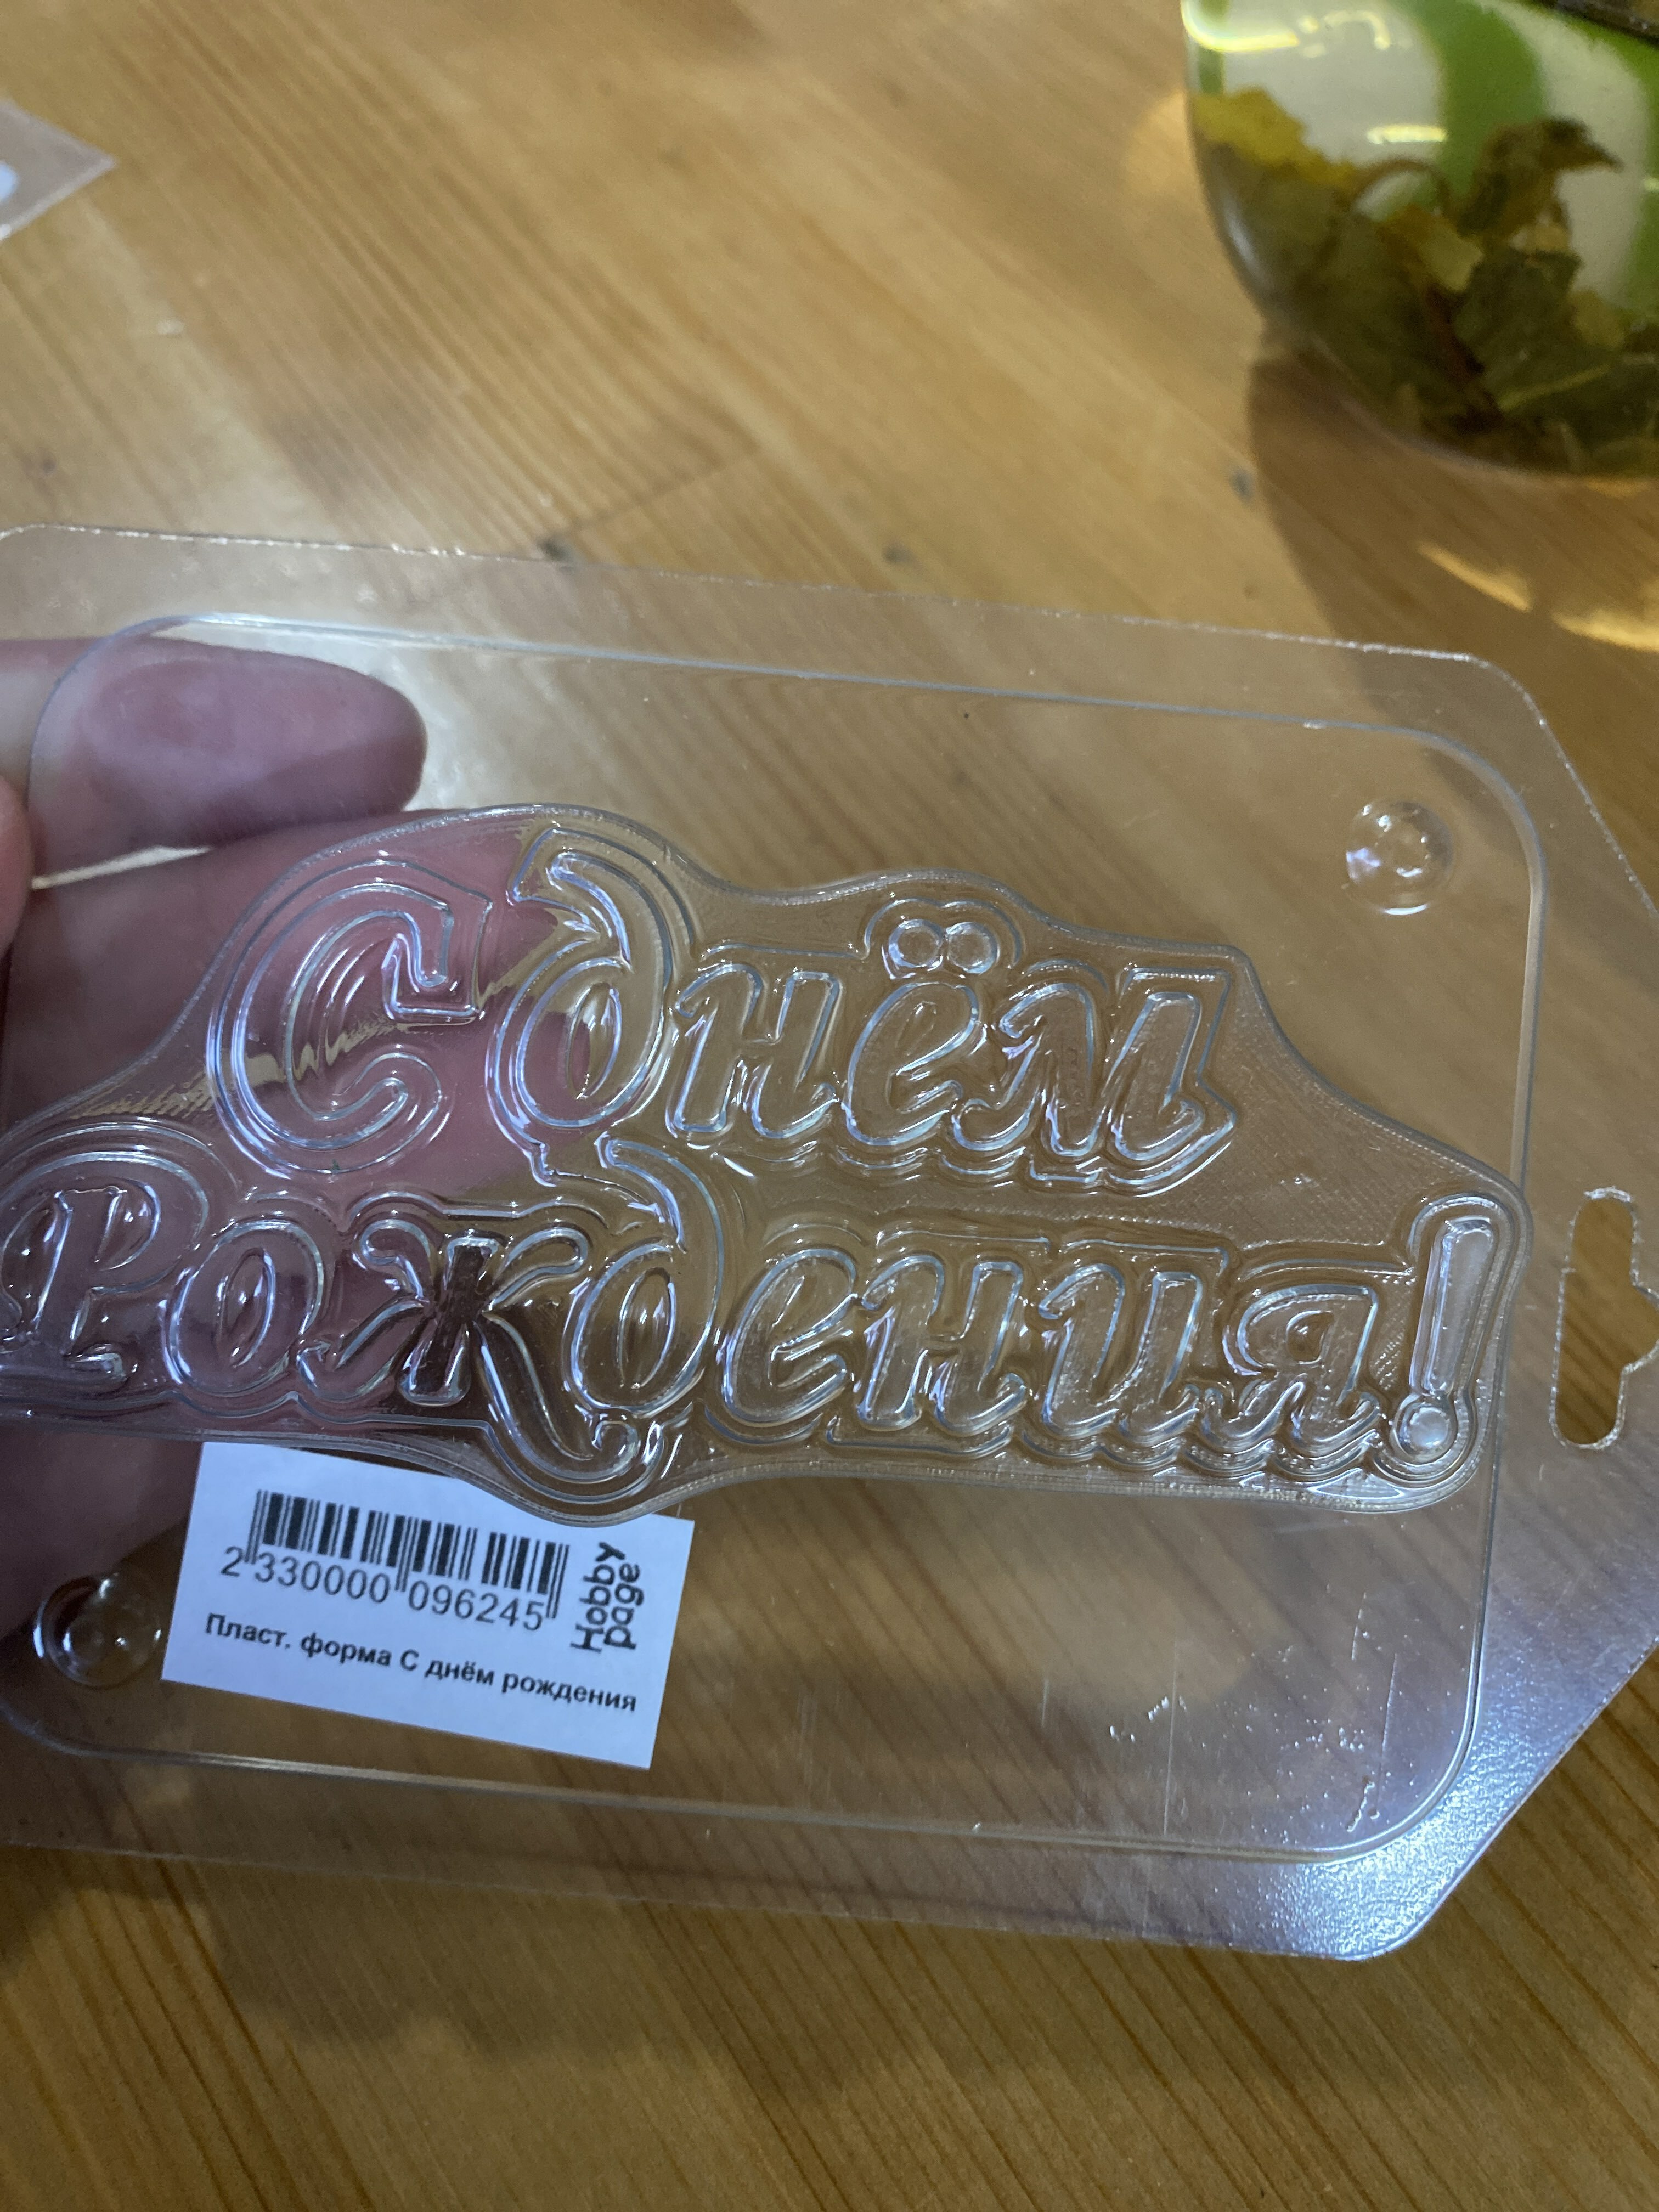 С днём
Рождения!
2 330000 096245
Hobby
page
Пласт. форма С днём рождения